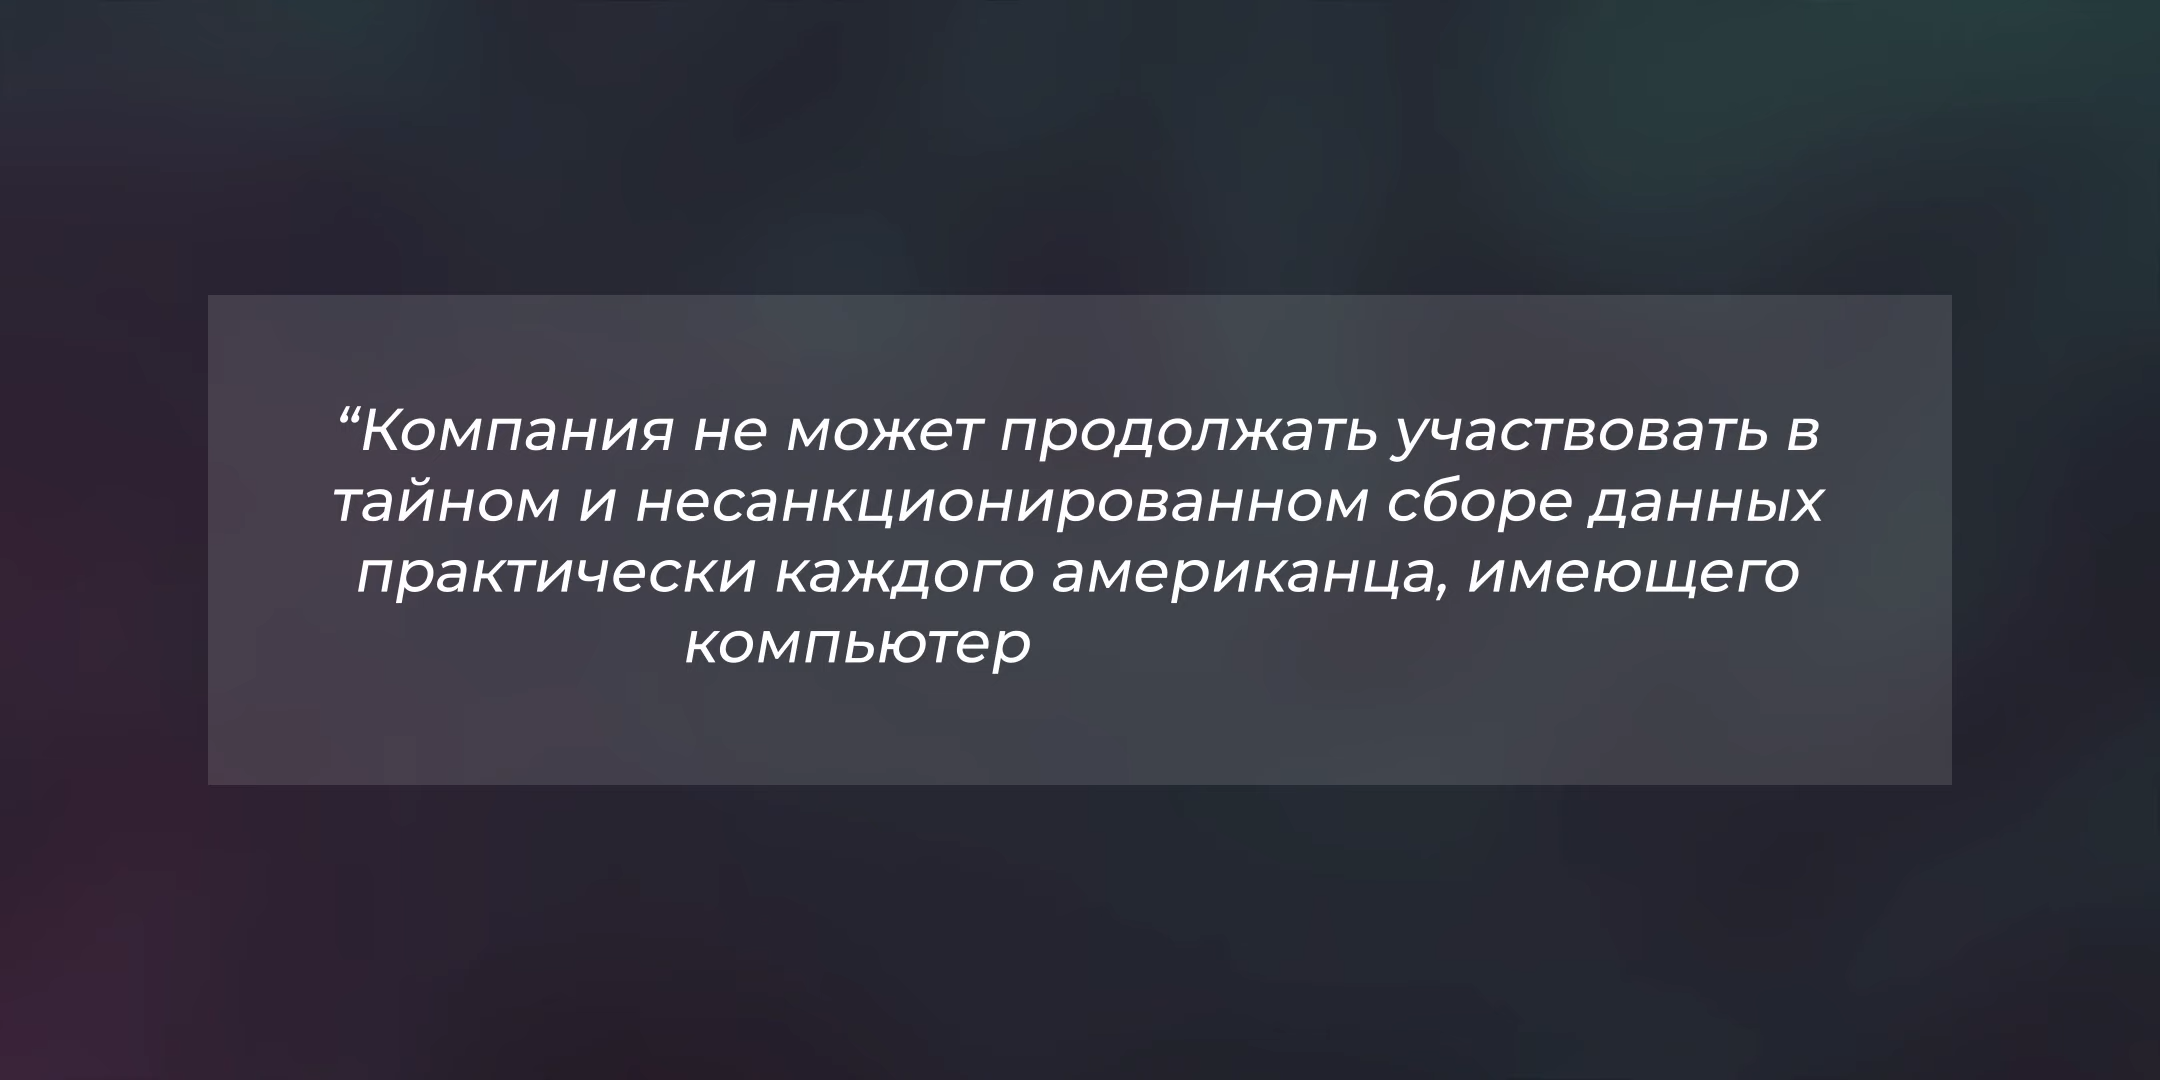 “Компания не может продолжать участвовать в
тайном и несанкционированном сборе данных
практически каждого американца, имеющего
компьютер